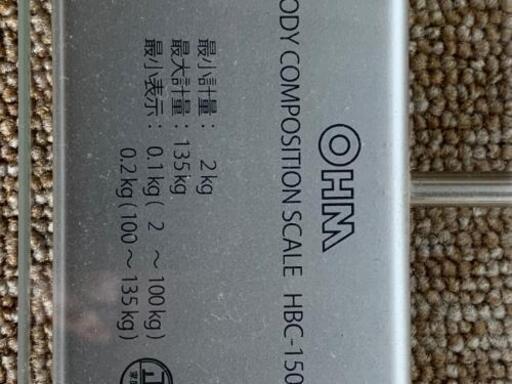 OHM
BODY COMPOSITION SCALE HBC-150
最小計量： 2kg
最大計量：135kg
最小表示： 0.1kg( 2 〜100kg)
0.2kg(100〜135kg)